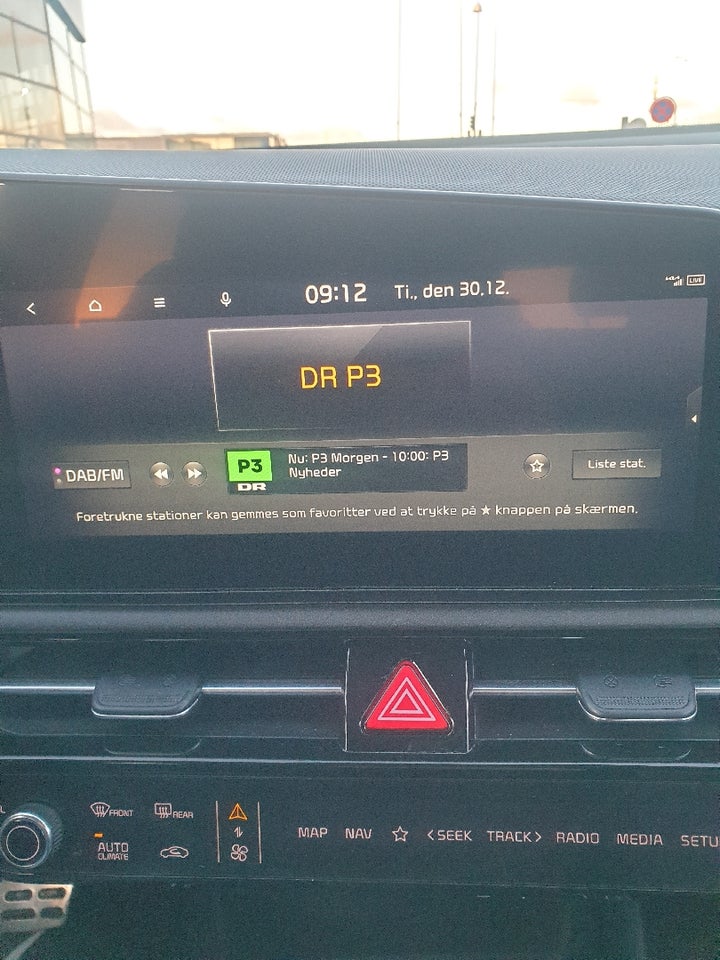 09:12 Ti., den 30.12.
LIVE
DR P3
DAB/FM
P3
DR
Nu: P3 Morgen - 10:00: P3
Nyheder
Liste stat.
Foretrukne stationer kan gemmes som favoritter ved at trykke på ★ knappen på skærmen.
FRONT REAR
AUTO
CLIMATE
MAP NAV ☆ <SEEK TRACK> RADIO MEDIA SETU